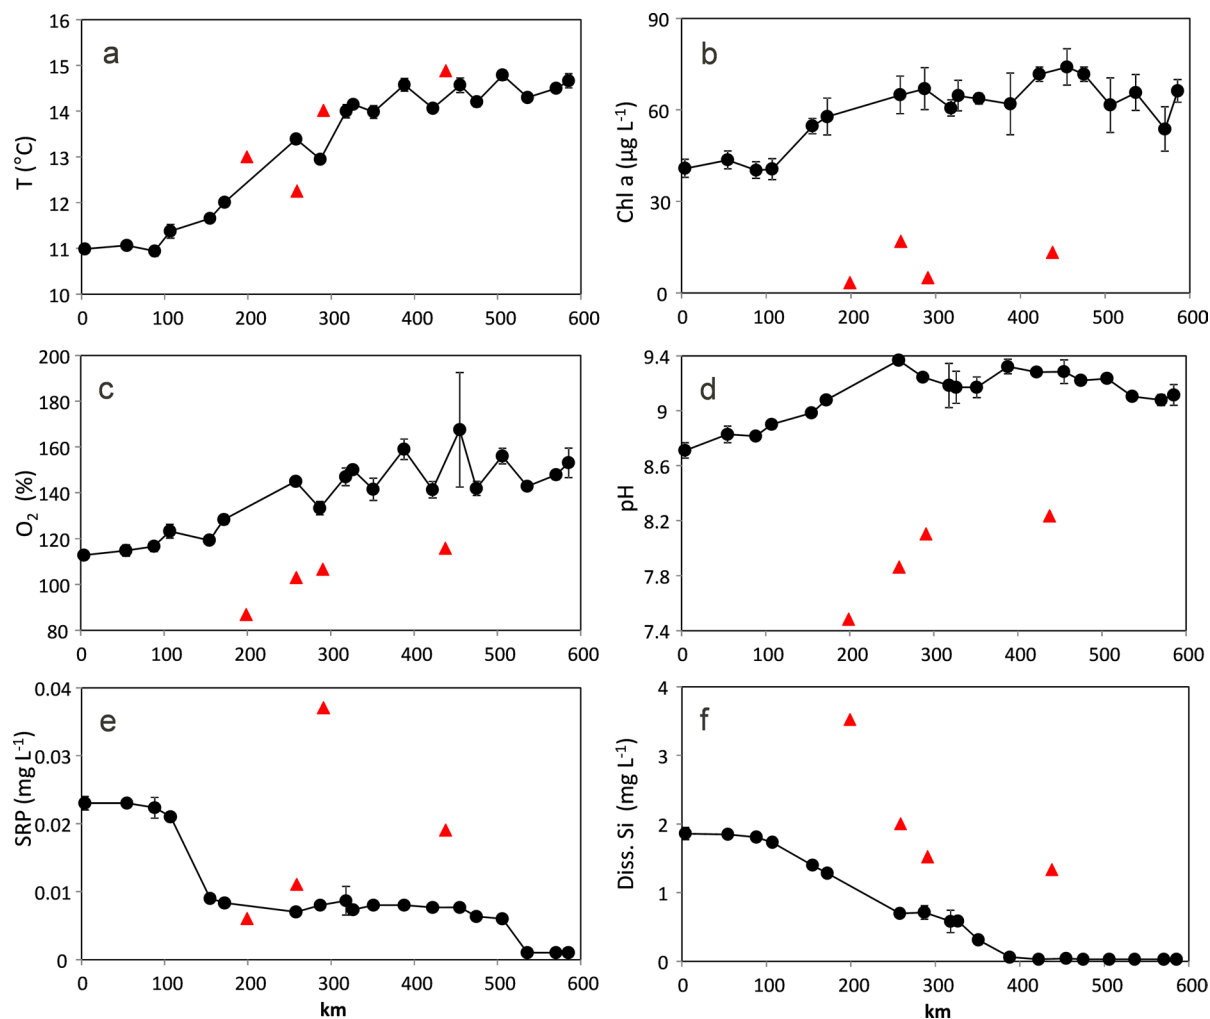 a
T (°C)
16
15
14
13
12
11
10
0 100 200 300 400 500 600
b
Chl a (µg L-1)
90
60
30
0
0 100 200 300 400 500 600
c
O2 (%)
200
180
160
140
120
100
80
0 100 200 300 400 500 600
d
pH
9.4
9
8.6
8.2
7.8
7.4
0 100 200 300 400 500 600
e
SRP (mg L-1)
0.04
0.03
0.02
0.01
0
0 100 200 300 400 500 600
km
f
Diss. Si (mg L-1)
4
3
2
1
0
0 100 200 300 400 500 600
km